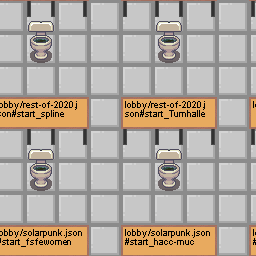 lobby/rest-of-2020.j
son#start_spline
lobby/rest-of-2020.j
son#start_Turnhalle
lobby/solarpunk.json
#start_fsfewomen
lobby/solarpunk.json
#start_hacc-muc